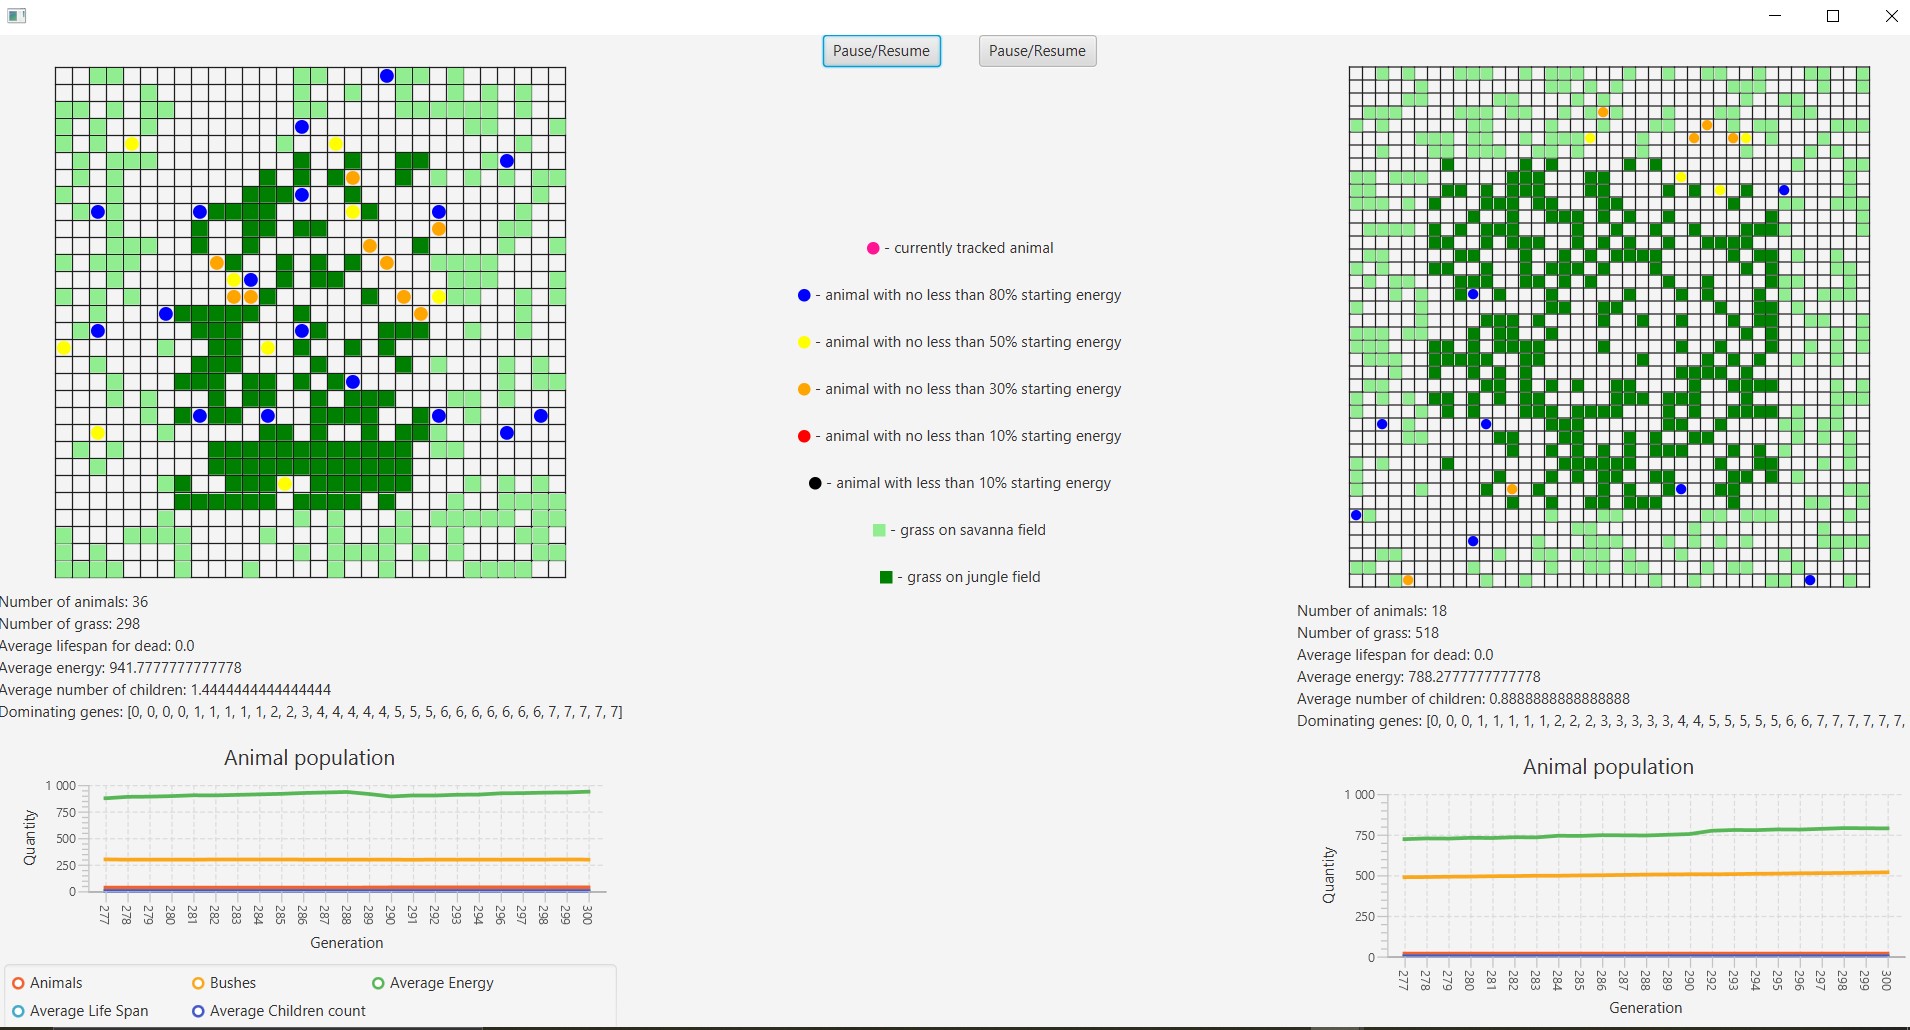 Pause/Resume
Pause/Resume
- currently tracked animal
- animal with no less than 80% starting energy
- animal with no less than 50% starting energy
- animal with no less than 30% starting energy
- animal with no less than 10% starting energy
- animal with less than 10% starting energy
- grass on savanna field
- grass on jungle field
Number of animals: 36
Number of grass: 298
Average lifespan for dead: 0.0
Average energy: 941.7777777777778
Average number of children: 1.4444444444444444
Dominating genes: [0, 0, 0, 0, 1, 1, 1, 1, 1, 2, 2, 3, 4, 4, 4, 4, 4, 5, 5, 5, 6, 6, 6, 6, 6, 6, 6, 7, 7, 7, 7, 7]
Animal population
1 000
750
500
250
0
Quantity
277 278 279 280 281 282 283 284 285 286 287 288 289 290 291 292 293 294 296 297 298 299 300
Generation
Animals
Bushes
Average Energy
Average Life Span
Average Children count
Number of animals: 18
Number of grass: 518
Average lifespan for dead: 0.0
Average energy: 788.2777777777778
Average number of children: 0.8888888888888888
Dominating genes: [0, 0, 0, 1, 1, 1, 1, 1, 2, 2, 2, 3, 3, 3, 3, 3, 4, 4, 5, 5, 5, 5, 5, 6, 6, 7, 7, 7, 7, 7, 7,
Animal population
1 000
750
500
250
0
Quantity
277 278 279 280 281 282 283 284 285 286 287 288 289 290 292 293 294 295 296 297 298 299 300
Generation